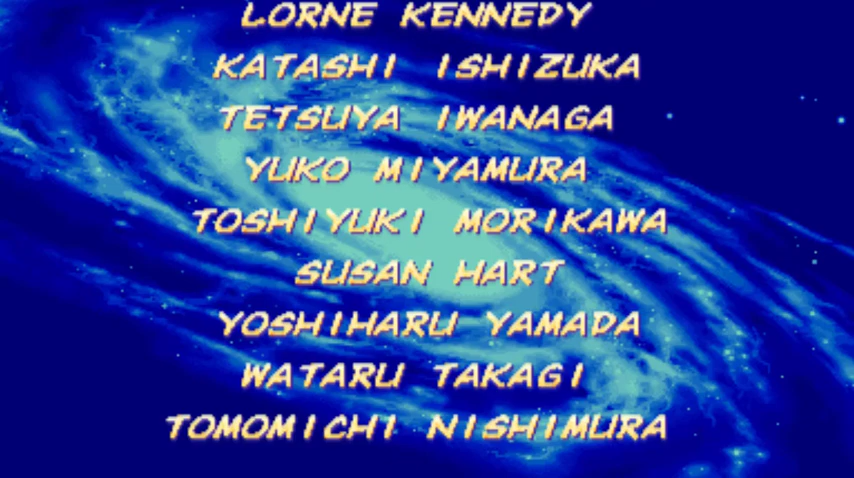 LORNE KENNEDY
KATASHI ISHIZUKA
TETSUYA IWANAGA
YUKO MIYAMURA
TOSHIYUKI MORIKAWA
SUSAN HART
YOSHIHARU YAMADA
WATARU TAKAGI
TOMOMICHI NISHIMURA